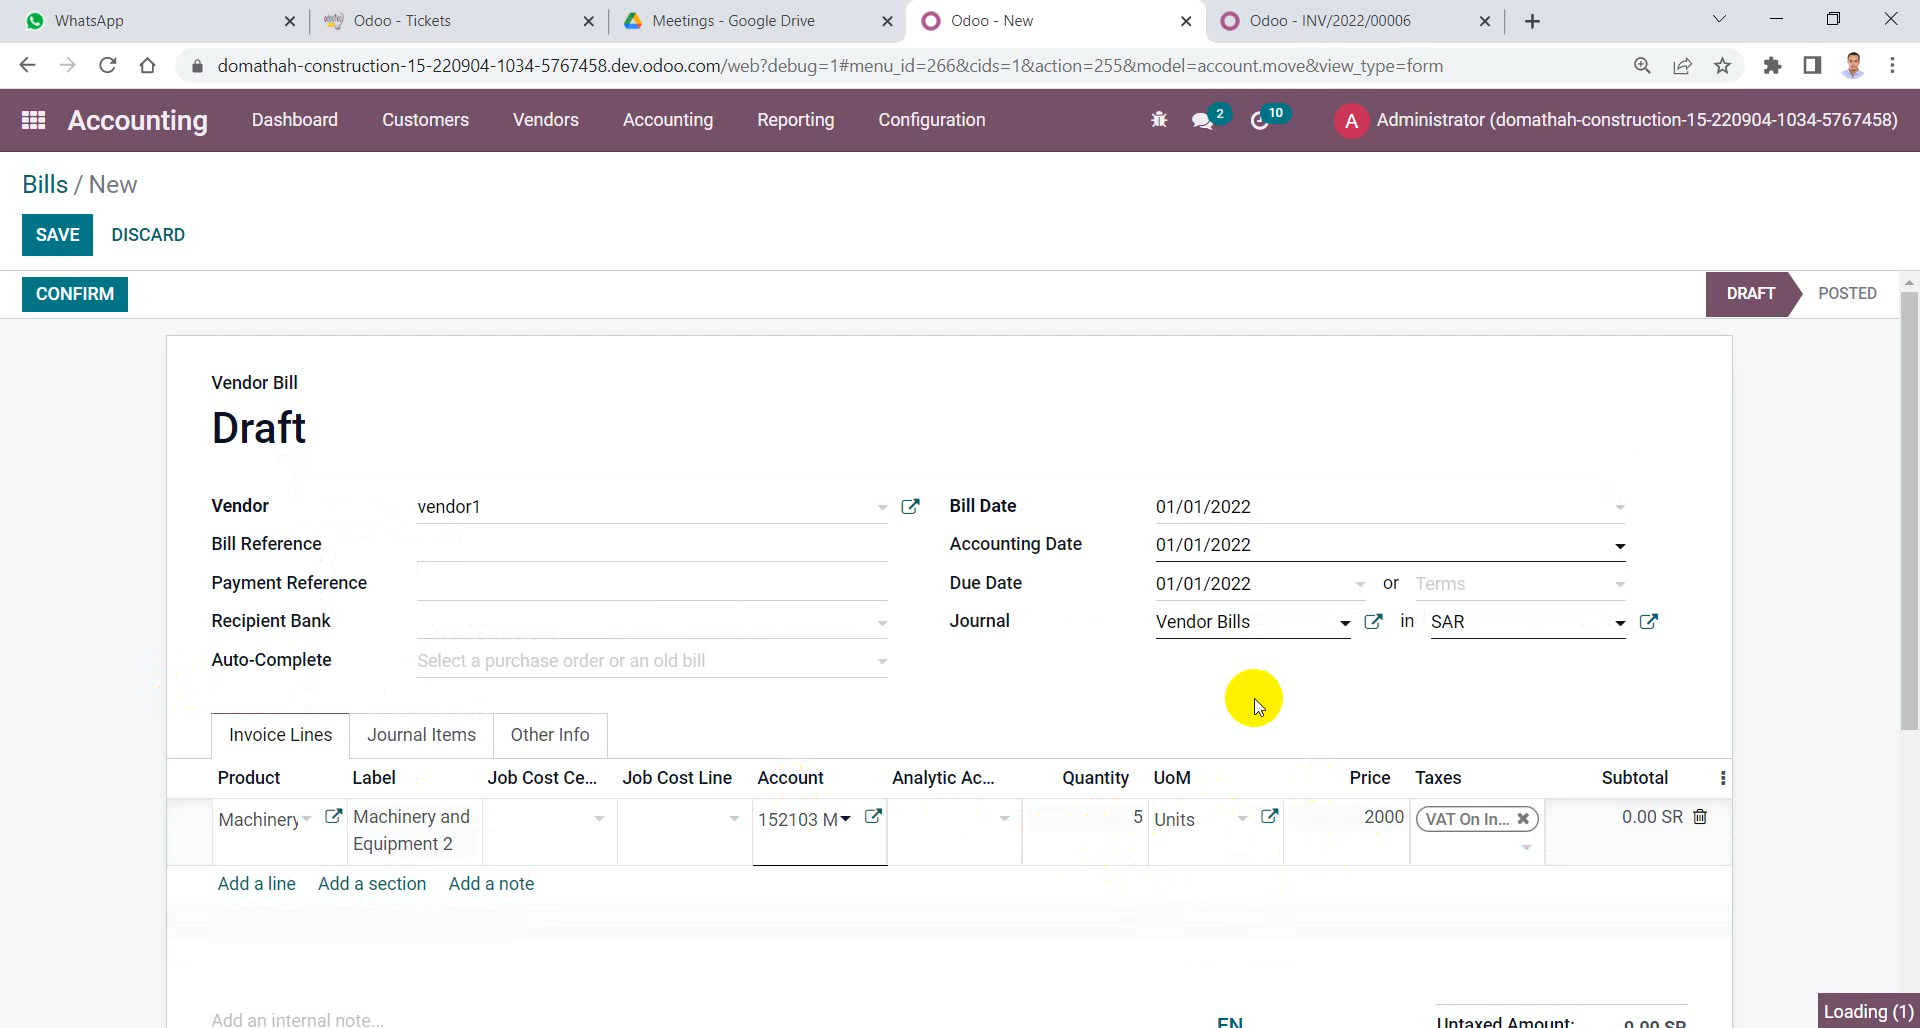 WhatsApp
Odoo - Tickets
Meetings - Google Drive
Odoo - New
Odoo - INV/2022/00006
domathah-construction-15-220904-1034-5767458.dev.odoo.com/web?debug=1#menu_id=266&cids=1&action=255&model=account.move&view_type=form
Accounting Dashboard Customers Vendors Accounting Reporting Configuration 2 10 A Administrator (domathah-construction-15-220904-1034-5767458)
Bills / New
SAVE DISCARD
CONFIRM DRAFT POSTED
Vendor Bill
Draft
Vendor vendor1 Bill Date 01/01/2022
Bill Reference Accounting Date 01/01/2022
Payment Reference Due Date 01/01/2022 or Terms
Recipient Bank Journal Vendor Bills in SAR
Auto-Complete Select a purchase order or an old bill
Invoice Lines Journal Items Other Info
Product Label Job Cost Ce... Job Cost Line Account Analytic Ac... Quantity UoM Price Taxes Subtotal
Machinery Machinery and 152103 M 5 Units 2000 VAT On In... 0.00 SR
Equipment 2
Add a line Add a section Add a note
Add an internal note... EN Untaxed Amount: 0.00 SR
Loading (1)